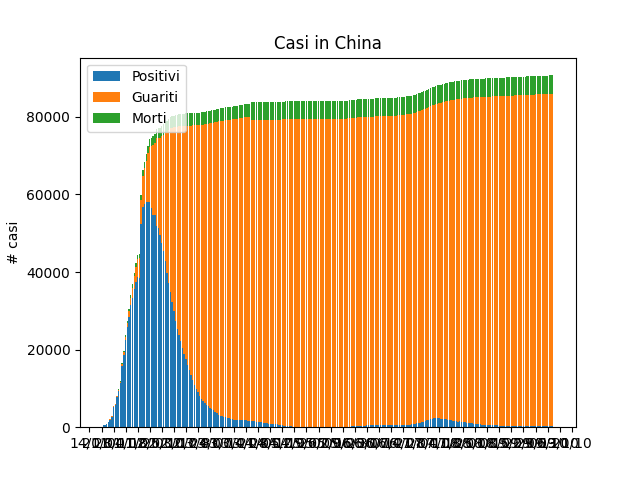 Casi in China
Positivi
Guariti
Morti
80000
60000
40000
20000
0
# casi